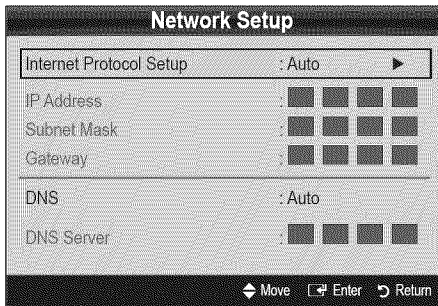 Network Setup
Internet Protocol Setup : Auto ►
IP Address :
Subnet Mask :
Gateway :
DNS : Auto
DNS Server :
Move Enter Return